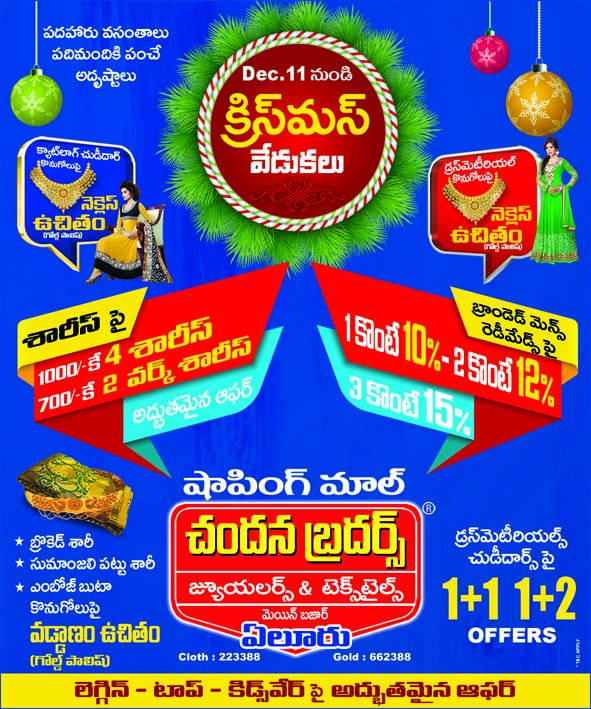 పదహారు వసంతాలు
పదిమందికి పంచే
అదృష్టాలు
Dec.11 నుండి
క్రిస్‌మస్
వేడుకలు
క్యాట్‌లాగ్ చుడీదార్
కొనుగోలుపై
నెక్లెస్
ఉచితం
(గోల్డ్ పాలిష్)
డ్రస్‌మెటీరియల్
కొనుగోలుపై
నెక్లెస్
ఉచితం
(గోల్డ్ పాలిష్)
శారీస్ పై
1000/-కే 4 శారీస్
700/-కే 2 వర్క్ శారీస్
అద్భుతమైన ఆఫర్
బ్రాండెడ్ మెన్స్
రెడీమేడ్స్ పై
1 కొంటే 10% - 2 కొంటే 12%
3 కొంటే 15%
షాపింగ్ మాల్
చందన బ్రదర్స్ ®
జ్యూయలర్స్ & టెక్స్‌టైల్స్
మెయిన్ బజార్
ఏలూరు
Cloth : 223388 Gold : 662388
★ బ్రోకెడ్ శారీ
★ సుమాంజలి పట్టు శారీ
★ ఎంబోజ్ బుటా
కొనుగోలుపై
వడ్డాణం ఉచితం
(గోల్డ్ పాలిష్)
డ్రస్‌మెటీరియల్స్
చుడీదార్స్ పై
1+1 1+2
OFFERS
* T&C APPLY
లెగ్గిన్ - టాప్ - కిడ్స్‌వేర్ పై అద్భుతమైన ఆఫర్